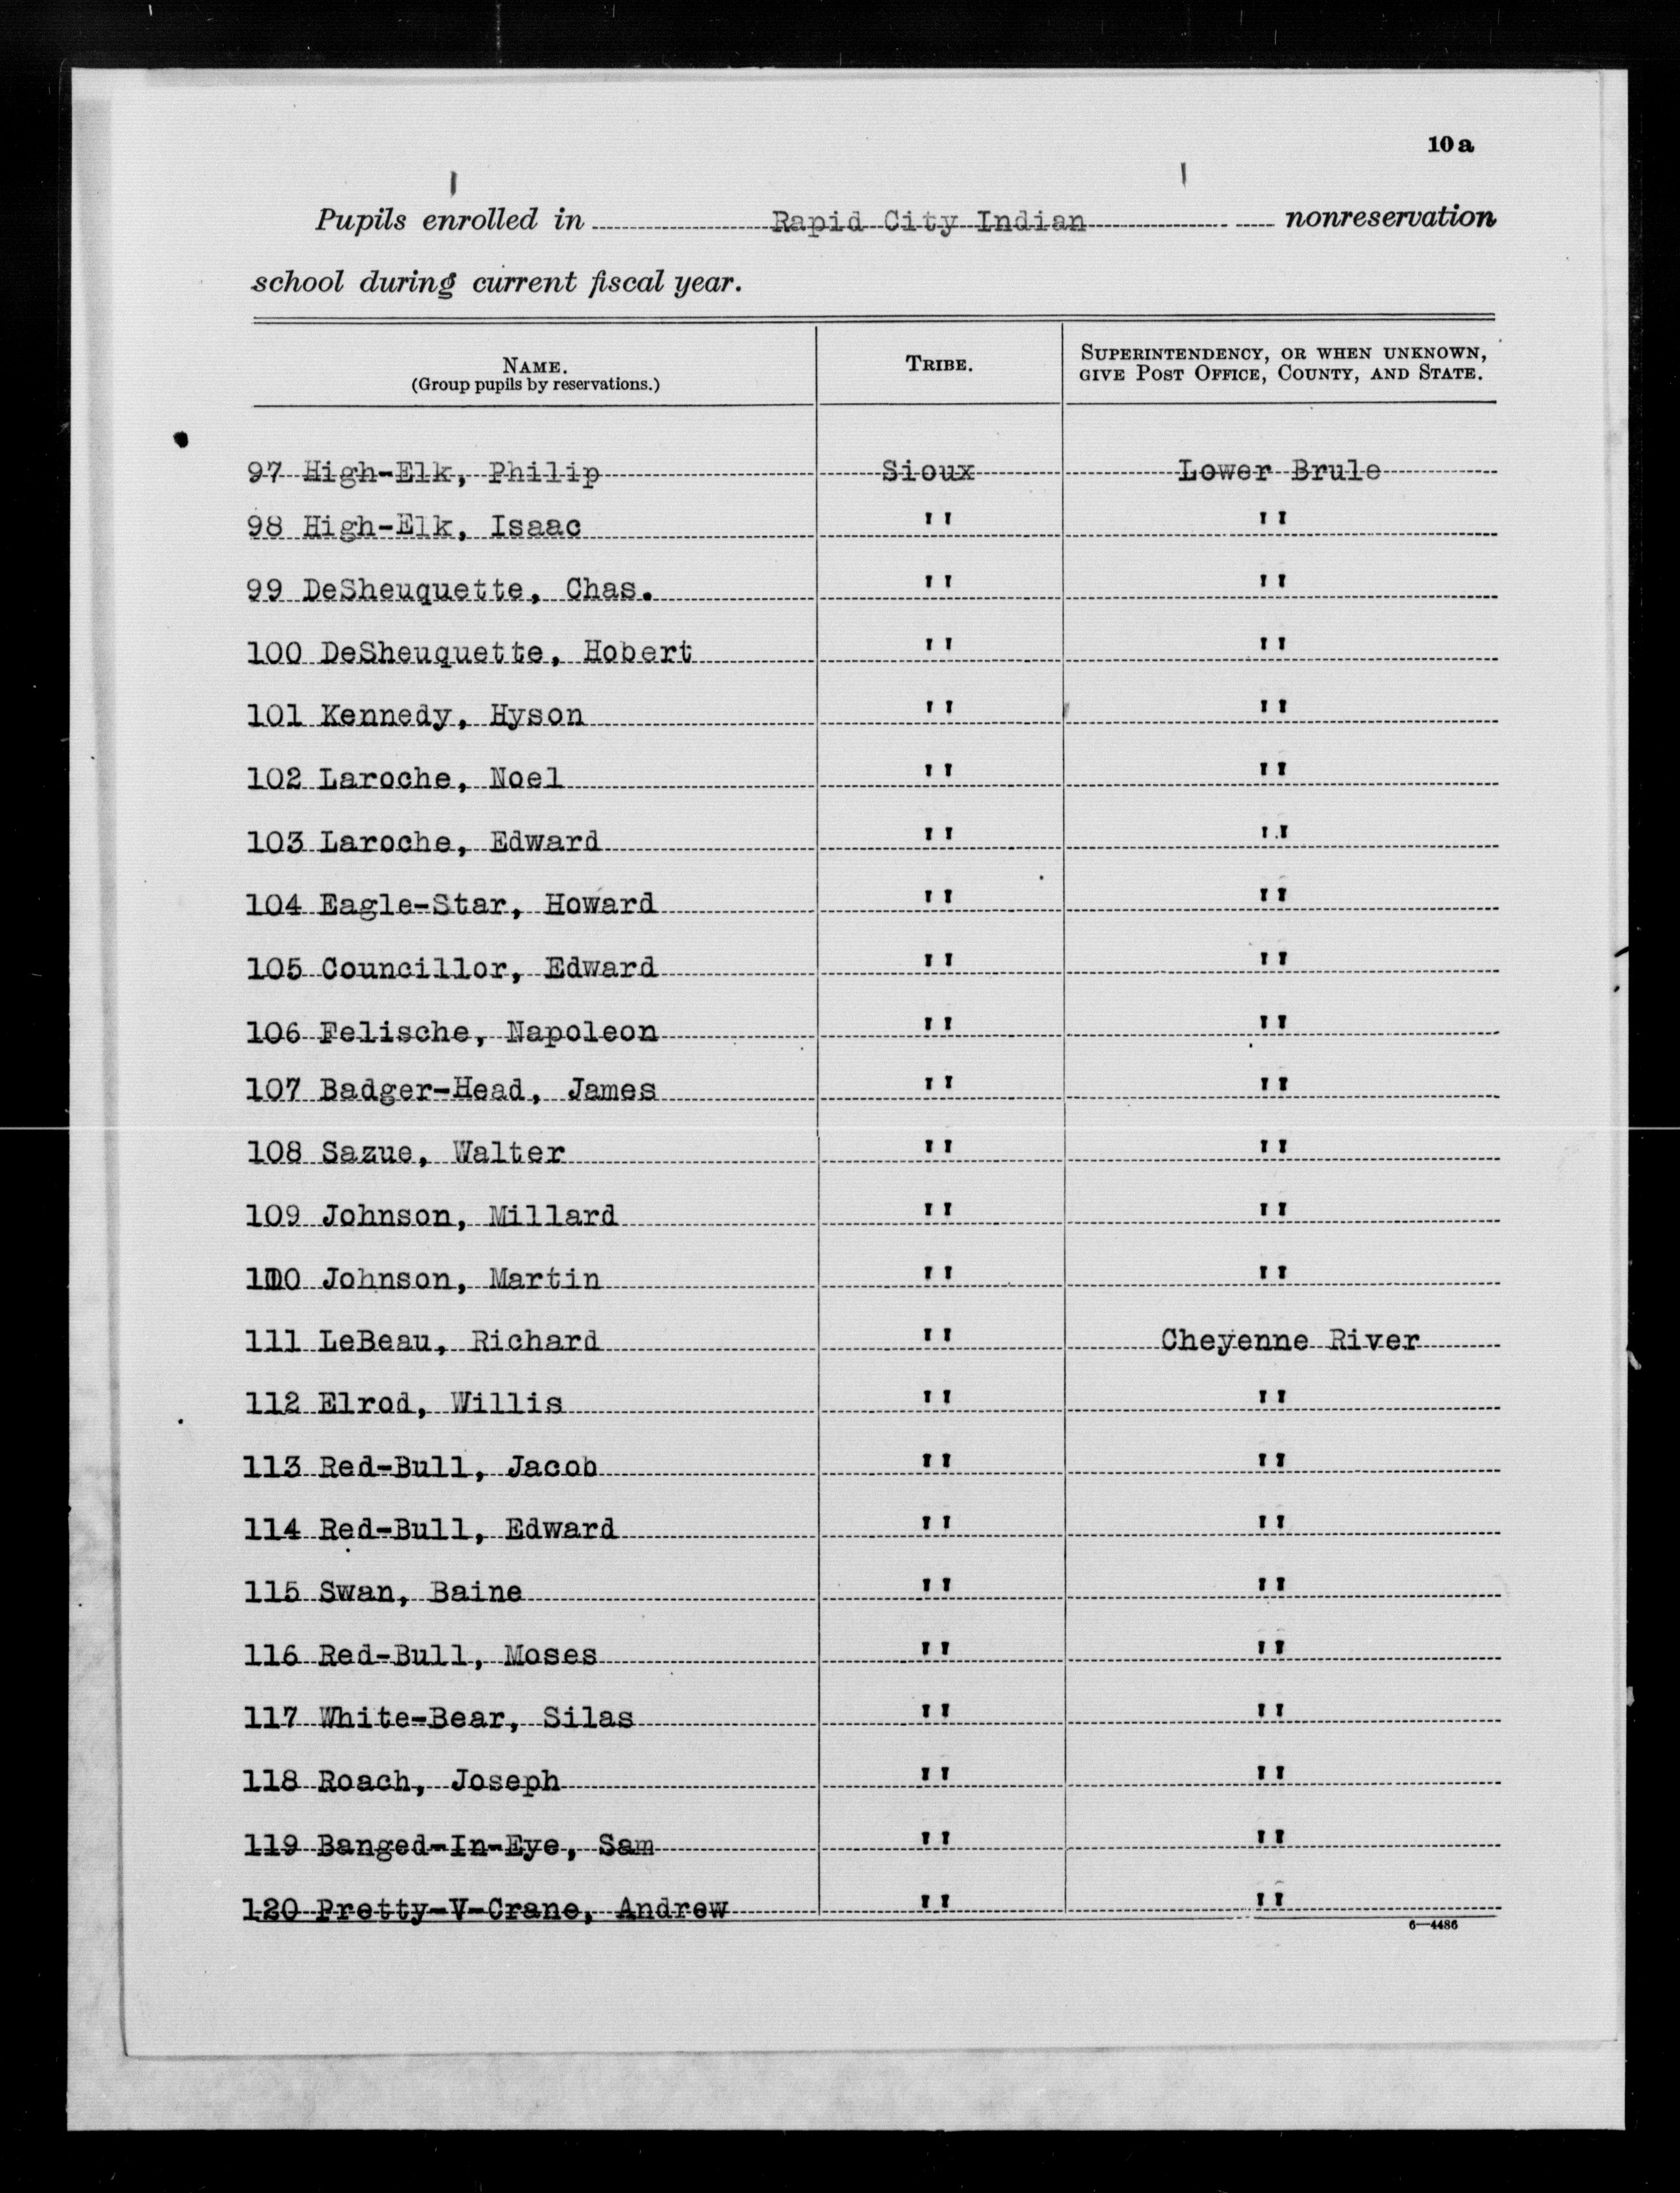 10a
Pupils enrolled in Rapid City Indian nonreservation
school during current fiscal year.
NAME. (Group pupils by reservations.) TRIBE. SUPERINTENDENCY, OR WHEN UNKNOWN, GIVE POST OFFICE, COUNTY, AND STATE.
97 High-Elk, Philip Sioux Lower Brule
98 High-Elk, Isaac " "
99 DeSheuquette, Chas. " "
100 DeSheuquette, Hobert " "
101 Kennedy, Hyson " "
102 Laroche, Noel " "
103 Laroche, Edward " "
104 Eagle-Star, Howard " "
105 Councillor, Edward " "
106 Felische, Napoleon " "
107 Badger-Head, James " "
108 Sazue, Walter " "
109 Johnson, Millard " "
110 Johnson, Martin " "
111 LeBeau, Richard " Cheyenne River
112 Elrod, Willis " "
113 Red-Bull, Jacob " "
114 Red-Bull, Edward " "
115 Swan, Baine " "
116 Red-Bull, Moses " "
117 White-Bear, Silas " "
118 Roach, Joseph " "
119 Banged-In-Eye, Sam " "
120 Pretty-V-Crane, Andrew " "
6—4486